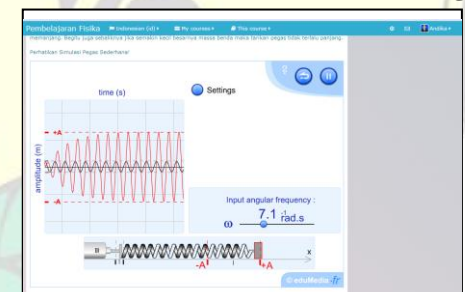 Pembelajaran Fisika Indonesian (id) My courses This course Andika
memanjang. Begitu juga sebaliknya jika semakin kecil besarnya massa benda maka tarikan pegas tidak terlalu panjang.
Perhatikan Simulasi Pegas Sederhana!
time (s)
Settings
+A
amplitude (m)
-A
Input angular frequency :
7.1 rad.s⁻¹
ω
x
-A
+A
© eduMedia